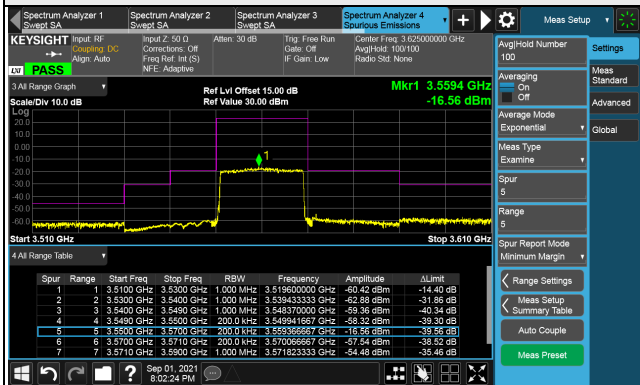 Spectrum Analyzer 1
Swept SA
Spectrum Analyzer 2
Swept SA
Spectrum Analyzer 3
Swept SA
Spectrum Analyzer 4
Spurious Emissions
Meas Setup
KEYSIGHT
Input: RF
Coupling: DC
Align: Auto
Input Z: 50 Ω
Corrections: Off
Freq Ref: Int (S)
NFE: Adaptive
Atten: 30 dB
Trig: Free Run
Gate: Off
IF Gain: Low
Center Freq: 3.625000000 GHz
Avg|Hold: 100/100
Radio Std: None
LXI
PASS
3 All Range Graph
Scale/Div 10.0 dB
Ref Lvl Offset 15.00 dB
Ref Value 30.00 dBm
Mkr1 3.5594 GHz
-16.56 dBm
Log
20.0
10.0
0.00
-10.0
-20.0
-30.0
-40.0
-50.0
-60.0
1
Start 3.510 GHz
Stop 3.610 GHz
4 All Range Table
Spur Range Start Freq Stop Freq RBW Frequency Amplitude ΔLimit
1 1 3.5100 GHz 3.5300 GHz 1.000 MHz 3.519600000 GHz -60.42 dBm -14.40 dB
2 2 3.5300 GHz 3.5400 GHz 1.000 MHz 3.539433333 GHz -62.88 dBm -31.86 dB
3 3 3.5400 GHz 3.5490 GHz 1.000 MHz 3.548370000 GHz -59.36 dBm -40.34 dB
4 4 3.5490 GHz 3.5500 GHz 200.0 kHz 3.549941667 GHz -58.32 dBm -39.30 dB
5 5 3.5500 GHz 3.5700 GHz 200.0 kHz 3.559366667 GHz -16.56 dBm -39.56 dB
6 6 3.5700 GHz 3.5710 GHz 200.0 kHz 3.570066667 GHz -57.54 dBm -38.52 dB
7 7 3.5710 GHz 3.5900 GHz 1.000 MHz 3.571823333 GHz -54.48 dBm -35.46 dB
Avg|Hold Number
100
Averaging
On
Off
Average Mode
Exponential
Meas Type
Examine
Spur
5
Range
5
Spur Report Mode
Minimum Margin
Range Settings
Meas Setup
Summary Table
Auto Couple
Meas Preset
Settings
Meas
Standard
Advanced
Global
?
Sep 01, 2021
8:02:24 PM